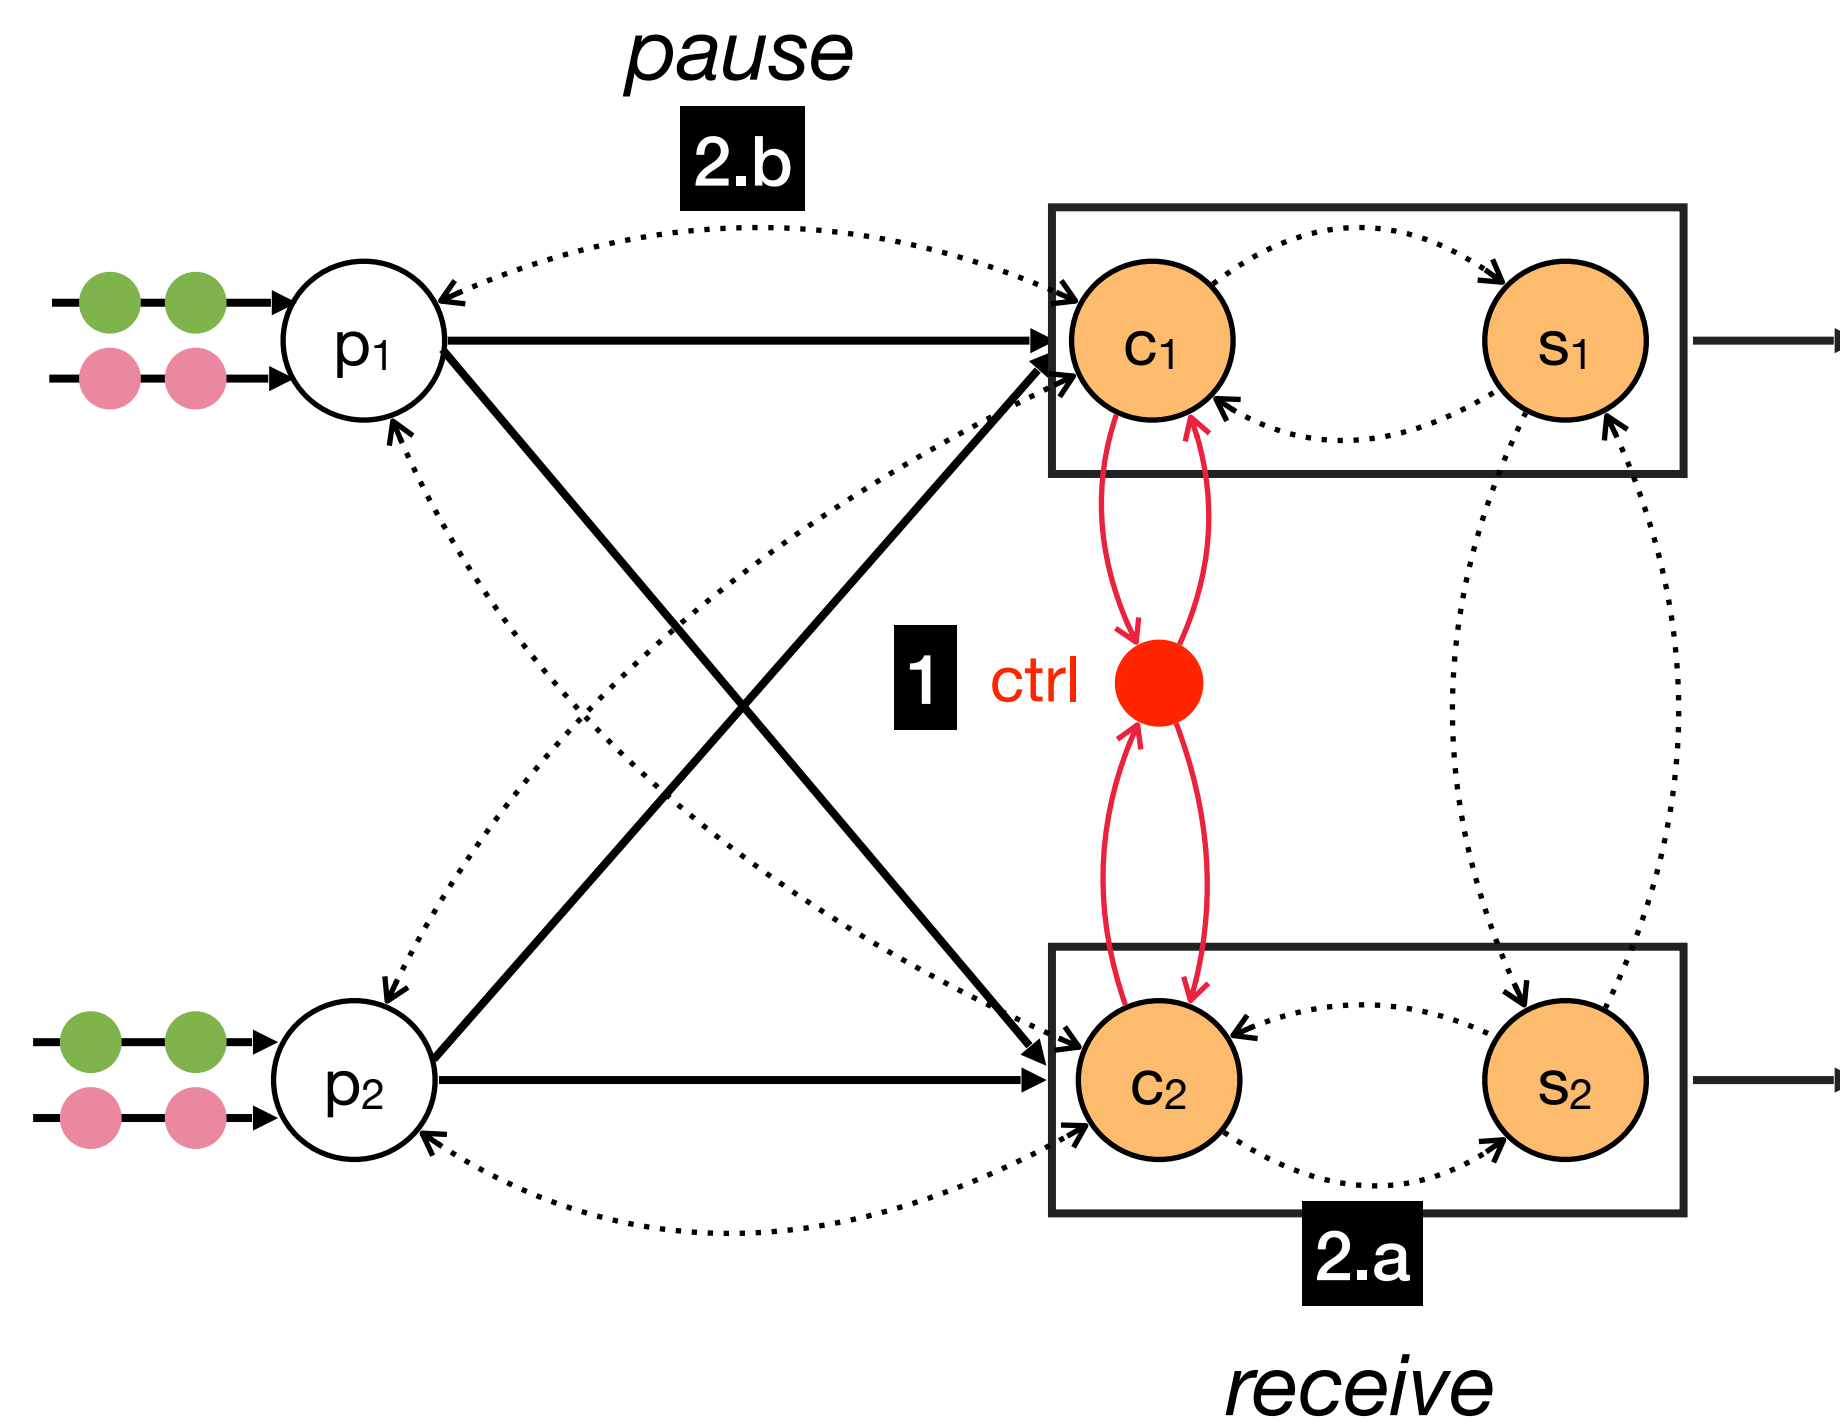 pause
2.b
p₁
c₁
s₁
1
ctrl
p₂
c₂
s₂
2.a
receive